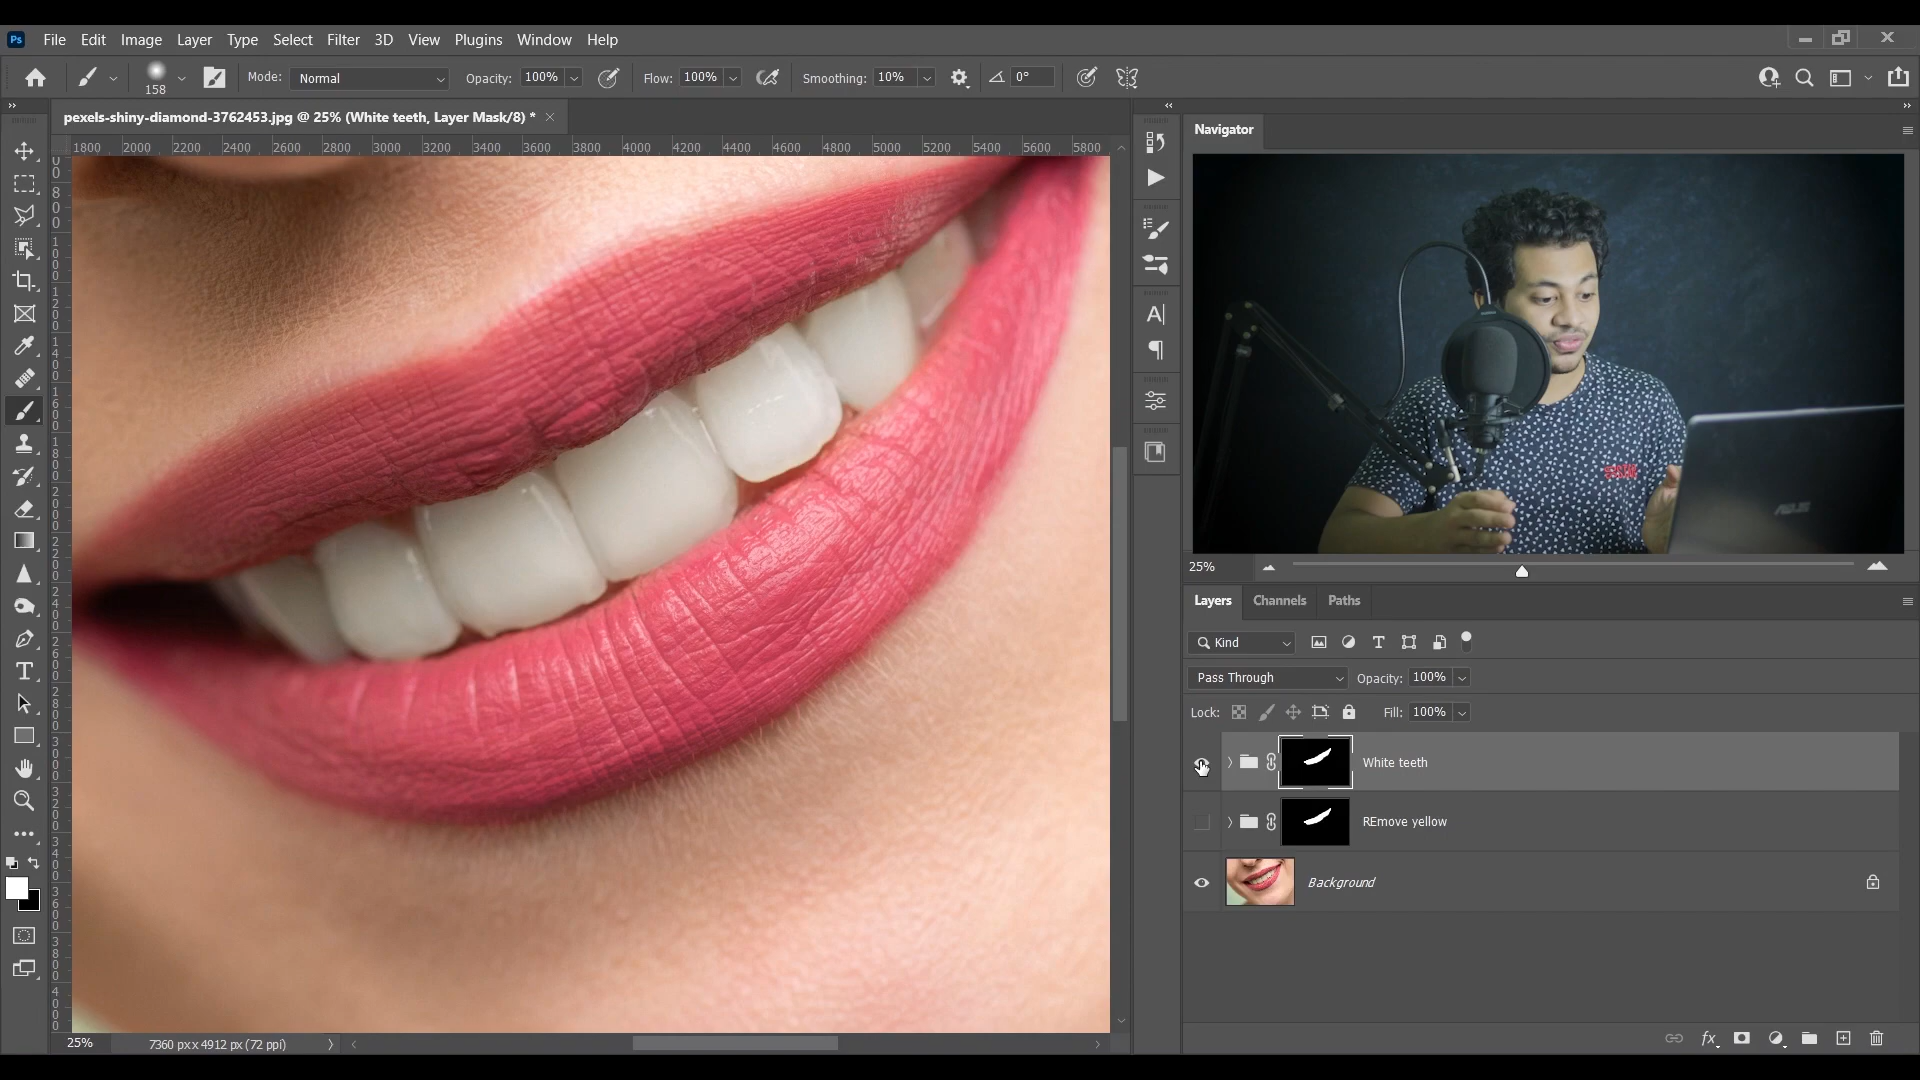 Ps File Edit Image Layer Type Select Filter 3D View Plugins Window Help
158 Mode: Normal Opacity: 100% Flow: 100% Smoothing: 10% 0°
pexels-shiny-diamond-3762453.jpg @ 25% (White teeth, Layer Mask/8) *
1800 2000 2200 2400 2600 2800 3000 3200 3400 3600 3800 4000 4200 4400 4600 4800 5000 5200 5400 5600 5800
Navigator
ASUS
25%
Layers Channels Paths
Kind
Pass Through Opacity: 100%
Lock: Fill: 100%
White teeth
REmove yellow
Background
25% 7360 px x 4912 px (72 ppi)
fx